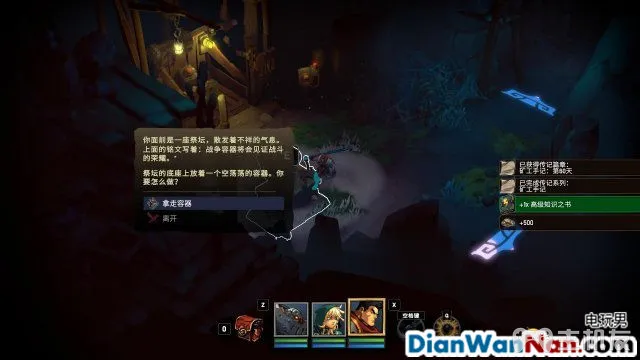 你面前是一座祭坛，散发着不祥的气息。
上面的铭文写着：战争容器将会见证战斗
的荣耀。"
祭坛的底座上放着一个空荡荡的容器。你
要怎么做？
拿走容器
离开
已获得传记篇章：
矿工手记：第60天
已完成传记系列：
矿工手记
+1x 高级知识之书
+500
Z
X
空格键
Q
0
电玩男
DianWanNan.com